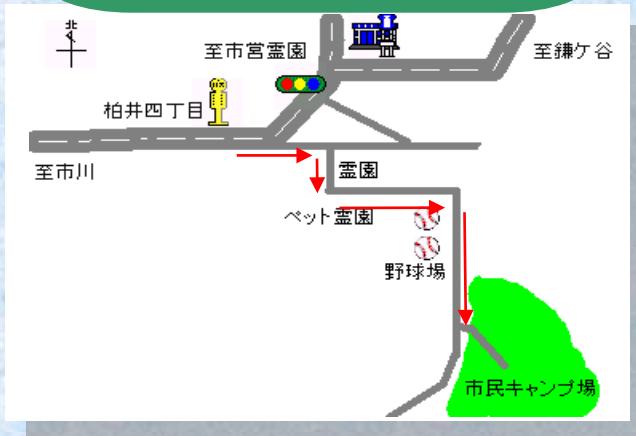 北
至市営霊園
至鎌ケ谷
柏井四丁目
至市川
霊園
ペット霊園
野球場
市民キャンプ場